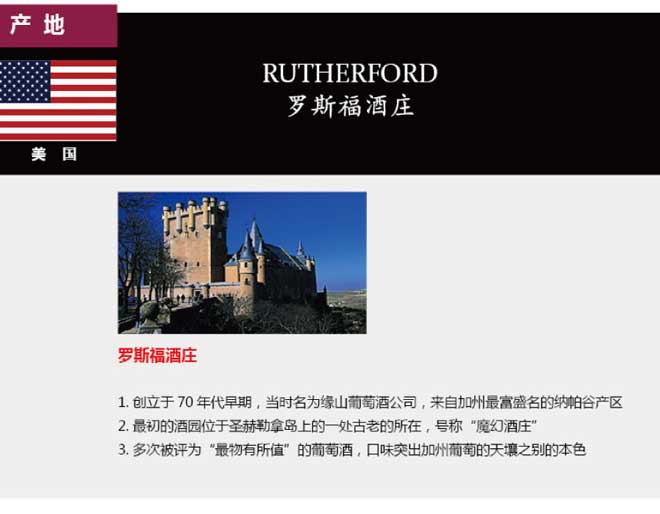 产 地
RUTHERFORD
罗斯福酒庄
美 国
罗斯福酒庄
1. 创立于 70 年代早期，当时名为缘山葡萄酒公司，来自加州最富盛名的纳帕谷产区
2. 最初的酒园位于圣赫勒拿岛上的一处古老的所在，号称“魔幻酒庄”
3. 多次被评为“最物有所值”的葡萄酒，口味突出加州葡萄的天壤之别的本色